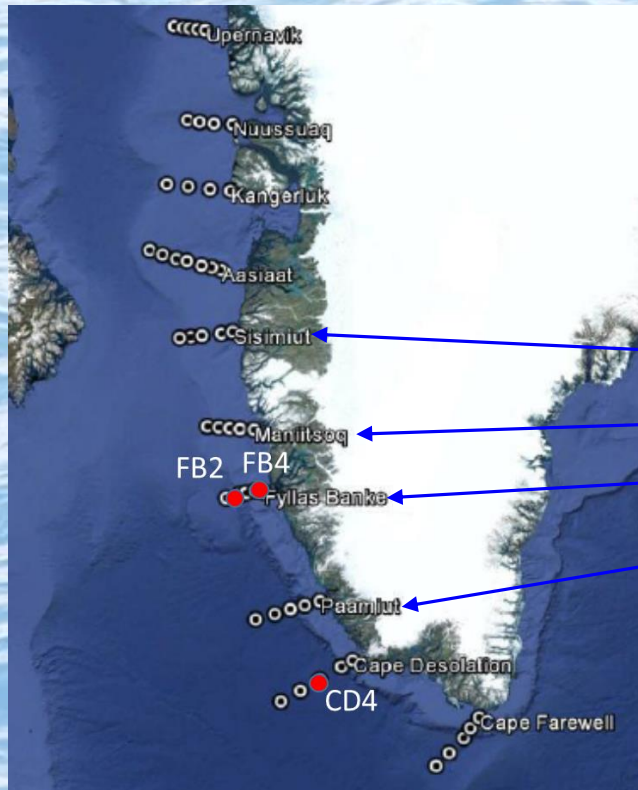 Upernavik
Nuussuaq
Kangerluk
Aasiaat
Sisimiut
Maniitsoq
FB2 FB4
Fyllas Banke
Paamiut
Cape Desolation
CD4
Cape Farewell